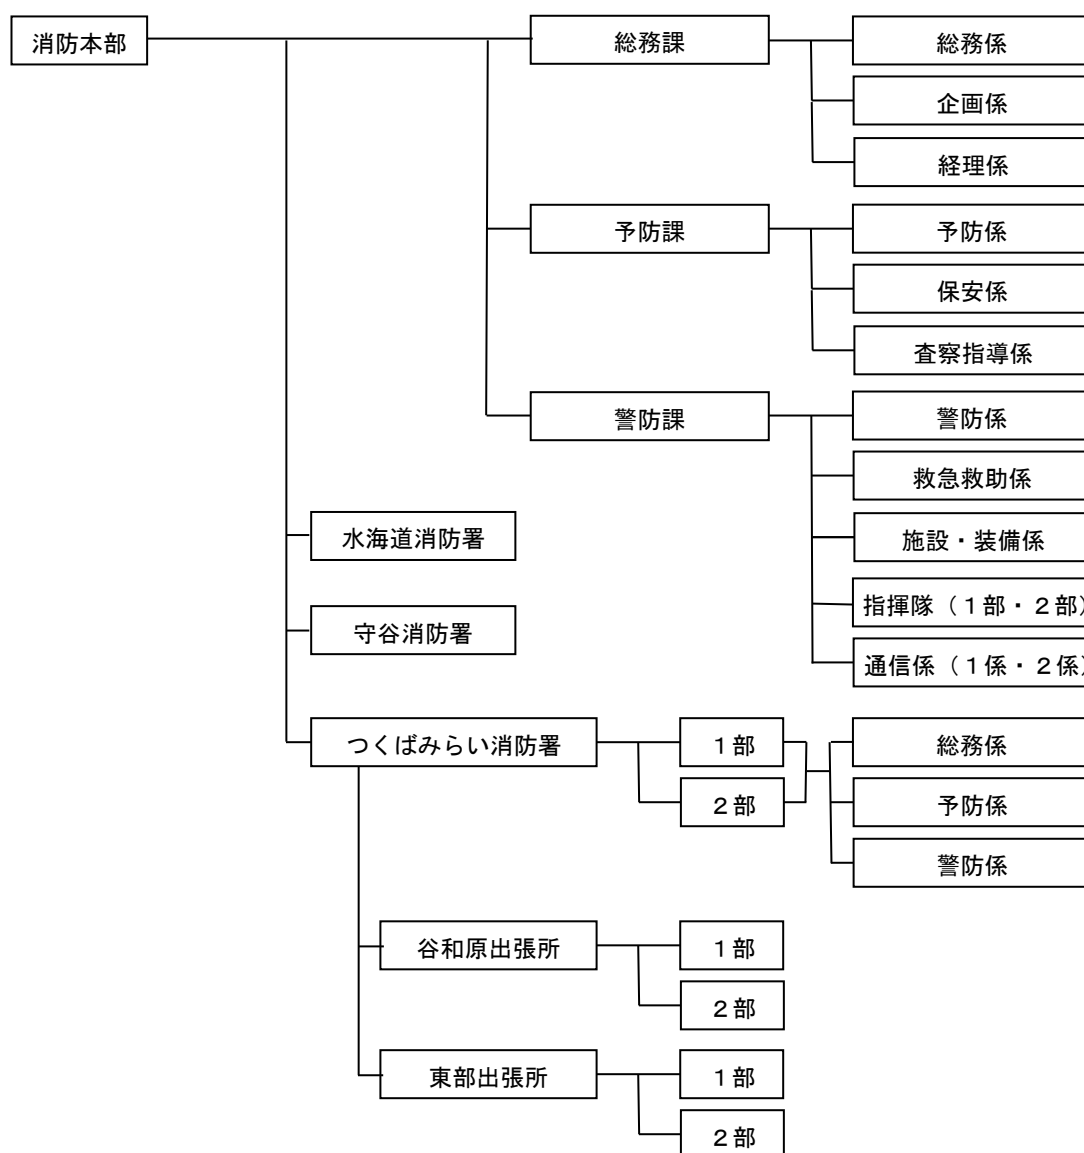 消防本部
総務課
総務係
企画係
経理係
予防課
予防係
保安係
査察指導係
警防課
警防係
救急救助係
施設・装備係
指揮隊（１部・２部）
通信係（１係・２係）
水海道消防署
守谷消防署
つくばみらい消防署
１部
２部
総務係
予防係
警防係
谷和原出張所
１部
２部
東部出張所
１部
２部